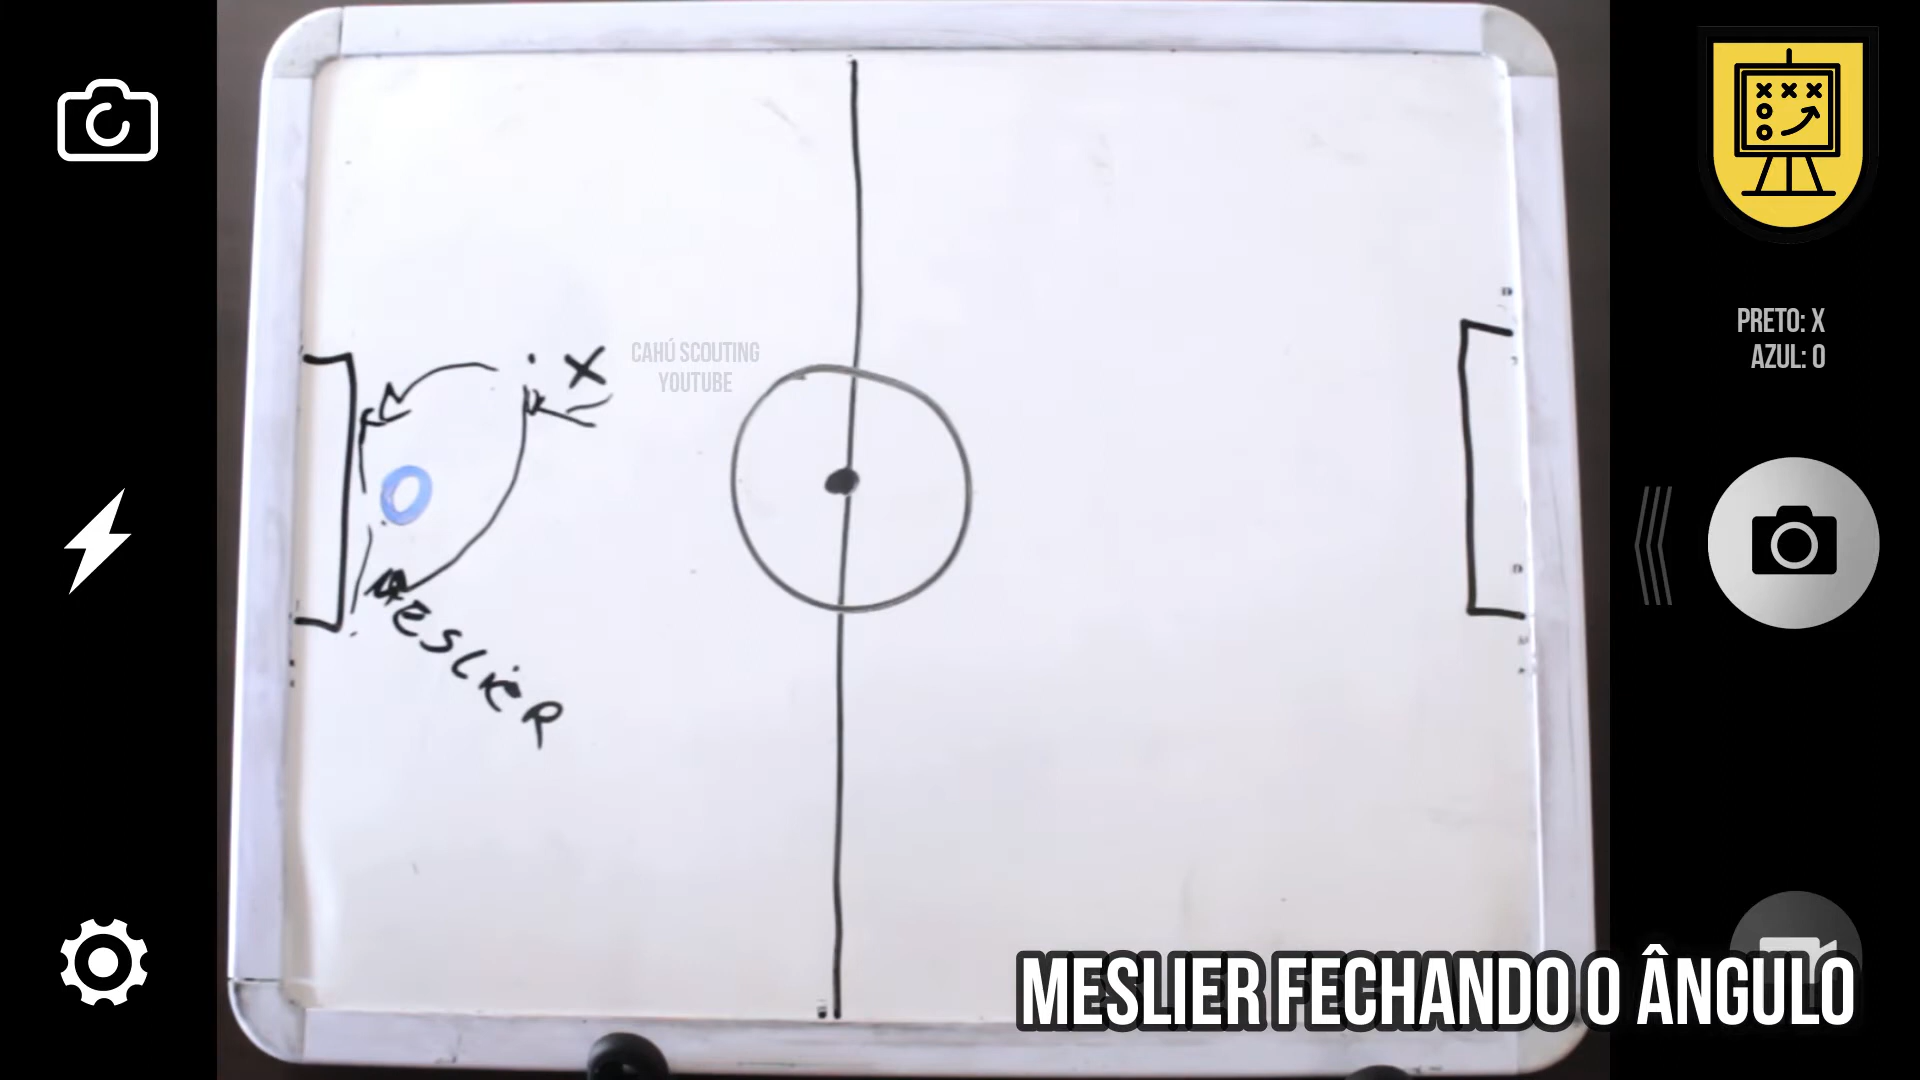 PRETO: X
AZUL: O
X
CAHÚ SCOUTING
YOUTUBE
O
MESLIER
MESLIER FECHANDO O ÂNGULO